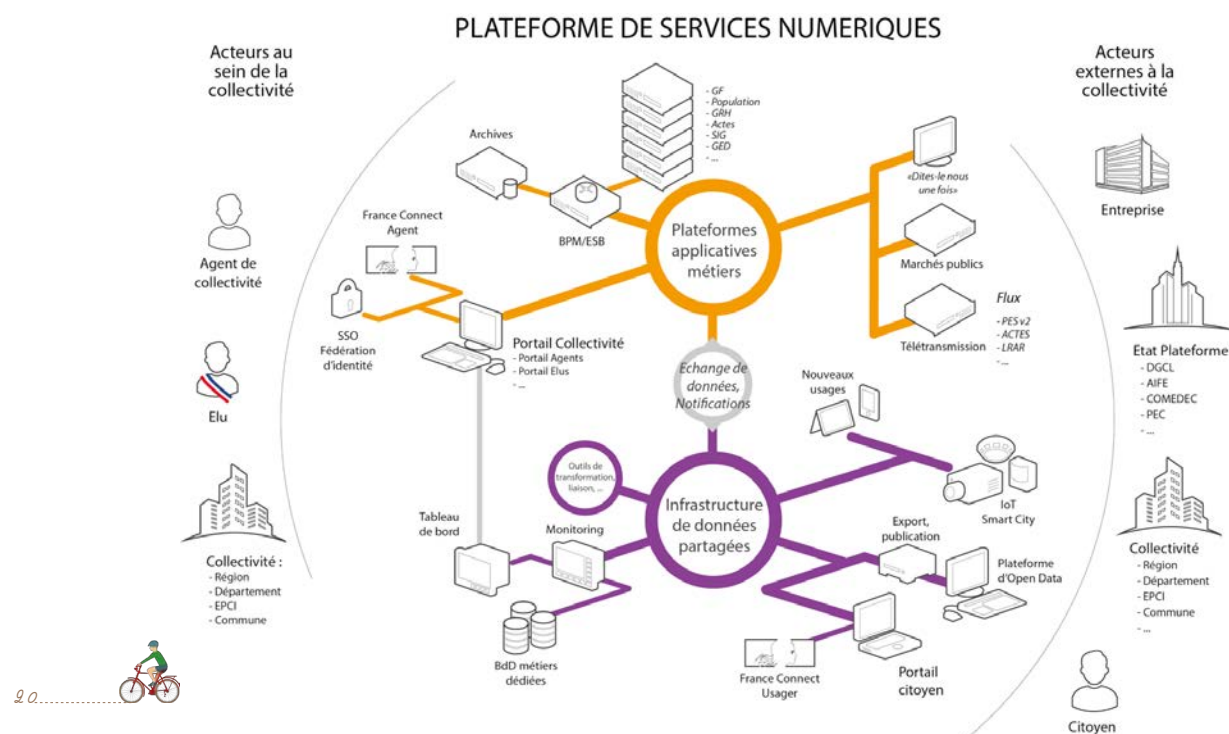 PLATEFORME DE SERVICES NUMERIQUES
Acteurs au
sein de la
collectivité
Agent de
collectivité
Elu
Collectivité :
- Région
- Département
- EPCI
- Commune
20
Archives
- GF
- Population
- GRH
- Actes
- SIG
- GED
- ...
BPM/ESB
France Connect
Agent
SSO
Fédération
d'identité
Portail Collectivité
- Portail Agents
- Portail Elus
- ...
Plateformes
applicatives
métiers
«Dites-le nous
une fois»
Marchés publics
Télétransmission
Flux
- PES v2
- ACTES
- LRAR
- ...
Echange de
données,
Notifications
Nouveaux
usages
Outils de
transformation,
liaison, ...
Infrastructure
de données
partagées
IoT
Smart City
Tableau
de bord
Monitoring
BdD métiers
dédiées
Export,
publication
Plateforme
d'Open Data
France Connect
Usager
Portail
citoyen
Acteurs
externes à la
collectivité
Entreprise
Etat Plateforme
- DGCL
- AIFE
- COMEDEC
- PEC
- ...
Collectivité
- Région
- Département
- EPCI
- Commune
- ...
Citoyen